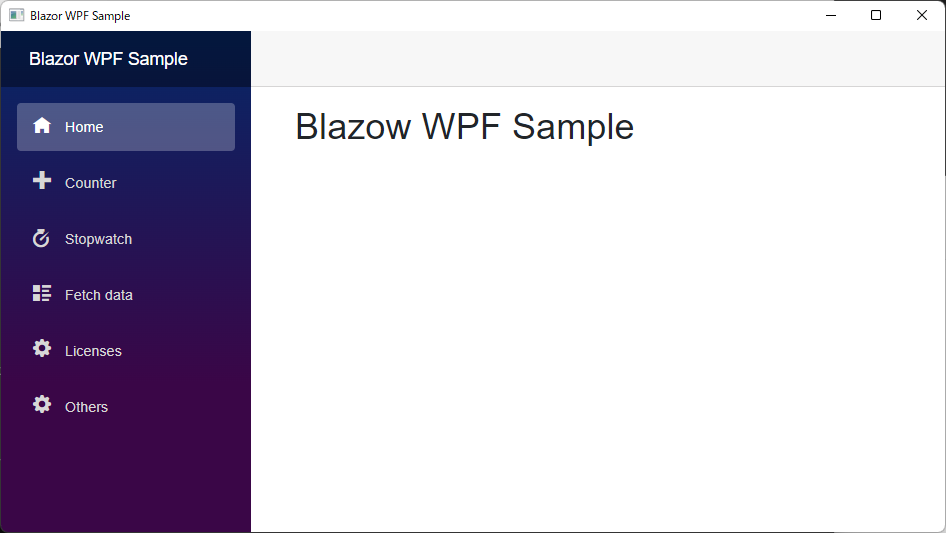 Blazor WPF Sample
Blazor WPF Sample
Home
Counter
Stopwatch
Fetch data
Licenses
Others
Blazow WPF Sample